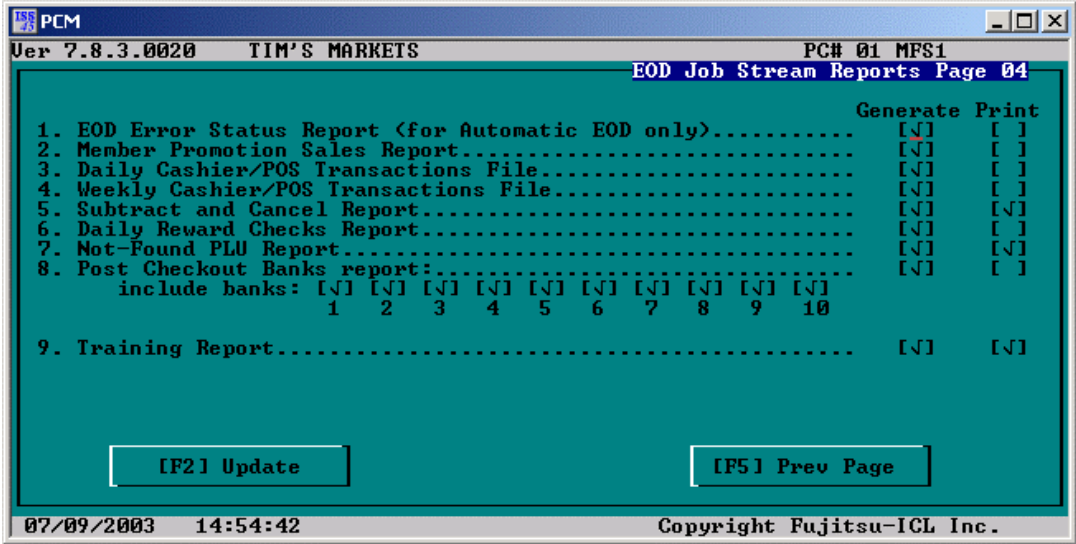 ISS 45 PCM
Ver 7.8.3.0020 TIM'S MARKETS PC# 01 MFS1
EOD Job Stream Reports Page 04
Generate Print
1. EOD Error Status Report (for Automatic EOD only)........... [√] [ ]
2. Member Promotion Sales Report.............................. [√] [ ]
3. Daily Cashier/POS Transactions File........................ [√] [ ]
4. Weekly Cashier/POS Transactions File....................... [√] [ ]
5. Subtract and Cancel Report................................. [√] [√]
6. Daily Reward Checks Report................................. [√] [ ]
7. Not-Found PLU Report....................................... [√] [√]
8. Post Checkout Banks report:................................ [√] [ ]
include banks: [√] [√] [√] [√] [√] [√] [√] [√] [√] [√]
1 2 3 4 5 6 7 8 9 10
9. Training Report............................................ [√] [√]
[F2] Update [F5] Prev Page
07/09/2003 14:54:42 Copyright Fujitsu-ICL Inc.